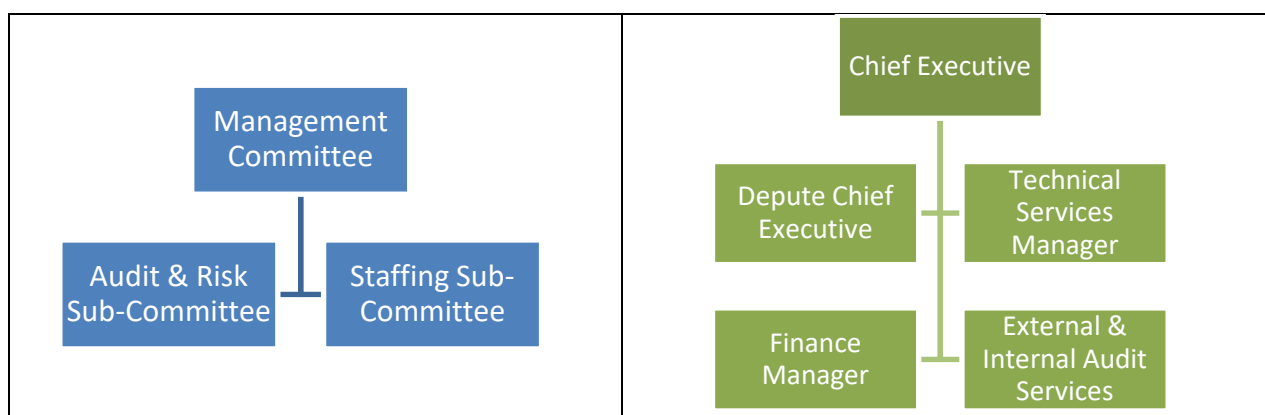 Management
Committee
Audit & Risk
Sub-Committee
Staffing Sub-
Committee
Chief Executive
Depute Chief
Executive
Technical
Services
Manager
Finance
Manager
External &
Internal Audit
Services